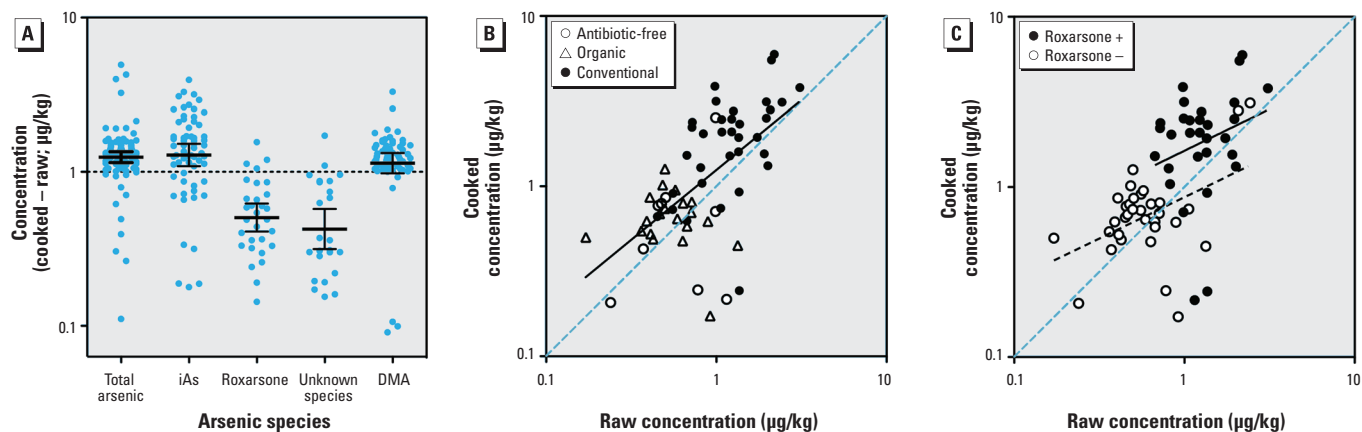 A
Concentration
(cooked – raw; µg/kg)
10
1
0.1
Total
arsenic
iAs
Roxarsone
Unknown
species
DMA
Arsenic species
B
Antibiotic-free
Organic
Conventional
Cooked
concentration (µg/kg)
10
1
0.1
0.1
1
10
Raw concentration (µg/kg)
C
Roxarsone +
Roxarsone –
Cooked
concentration (µg/kg)
10
1
0.1
0.1
1
10
Raw concentration (µg/kg)